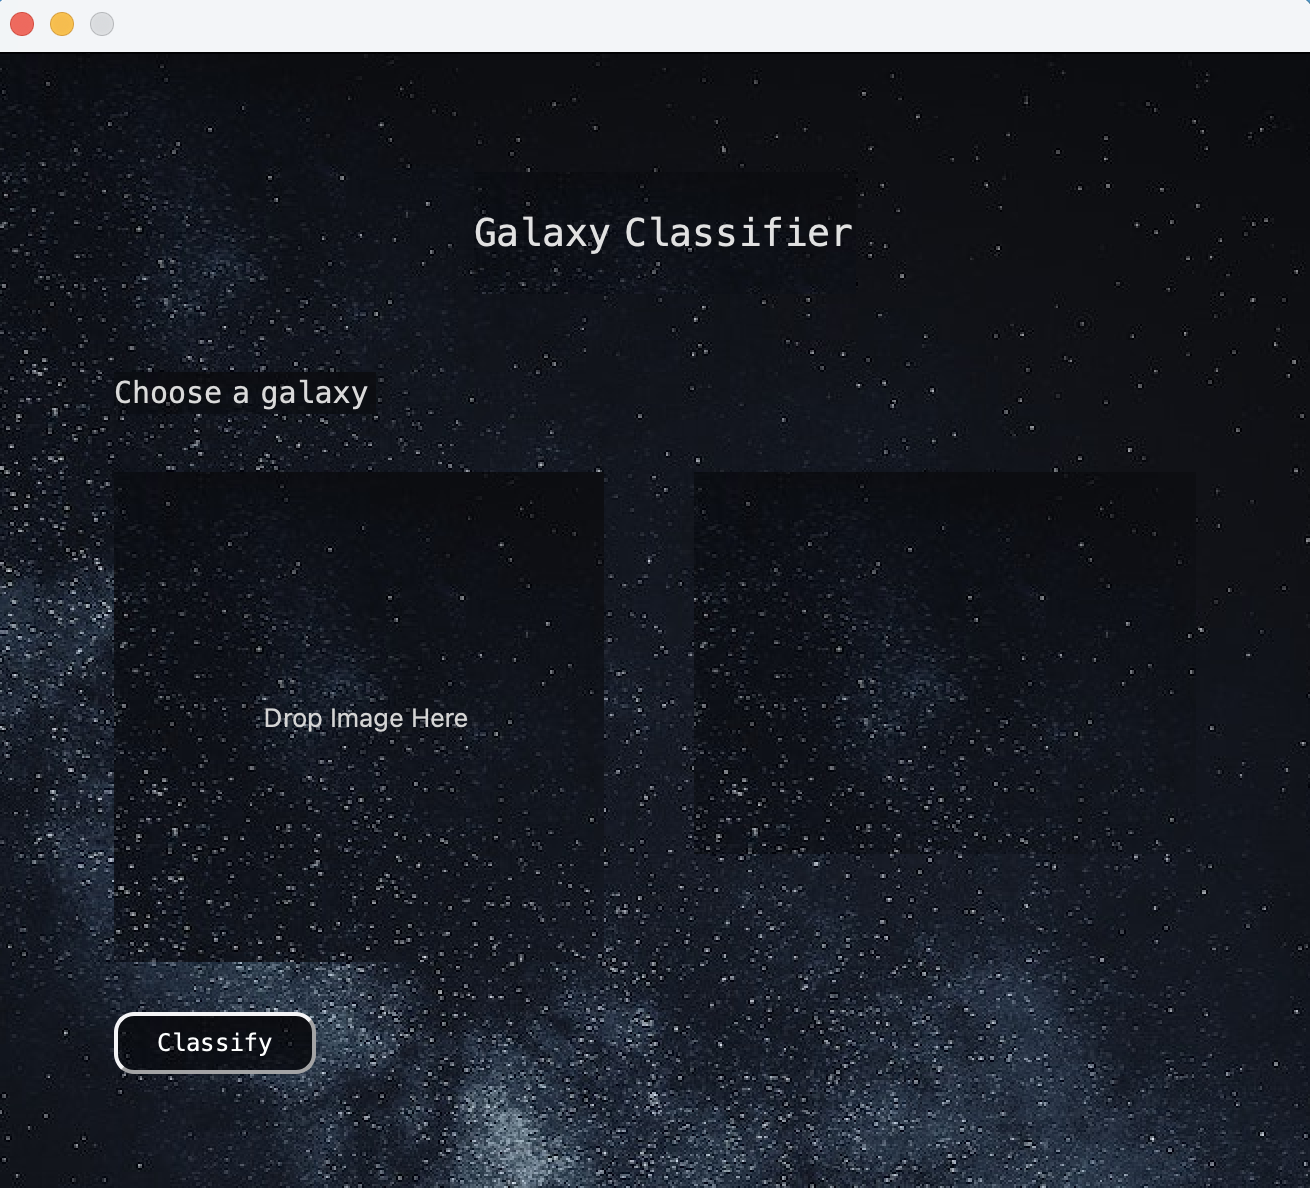 Galaxy Classifier
Choose a galaxy
Drop Image Here
Classify